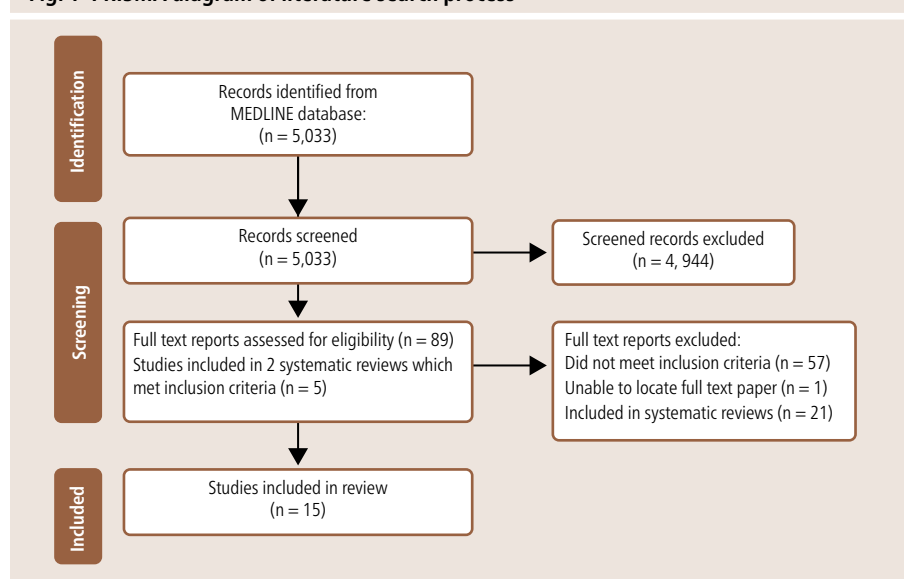 Identification
Records identified from
MEDLINE database:
(n = 5,033)
Screening
Records screened
(n = 5,033)
Screened records excluded
(n = 4, 944)
Full text reports assessed for eligibility (n = 89)
Studies included in 2 systematic reviews which
met inclusion criteria (n = 5)
Full text reports excluded:
Did not meet inclusion criteria (n = 57)
Unable to locate full text paper (n = 1)
Included in systematic reviews (n = 21)
Included
Studies included in review
(n = 15)